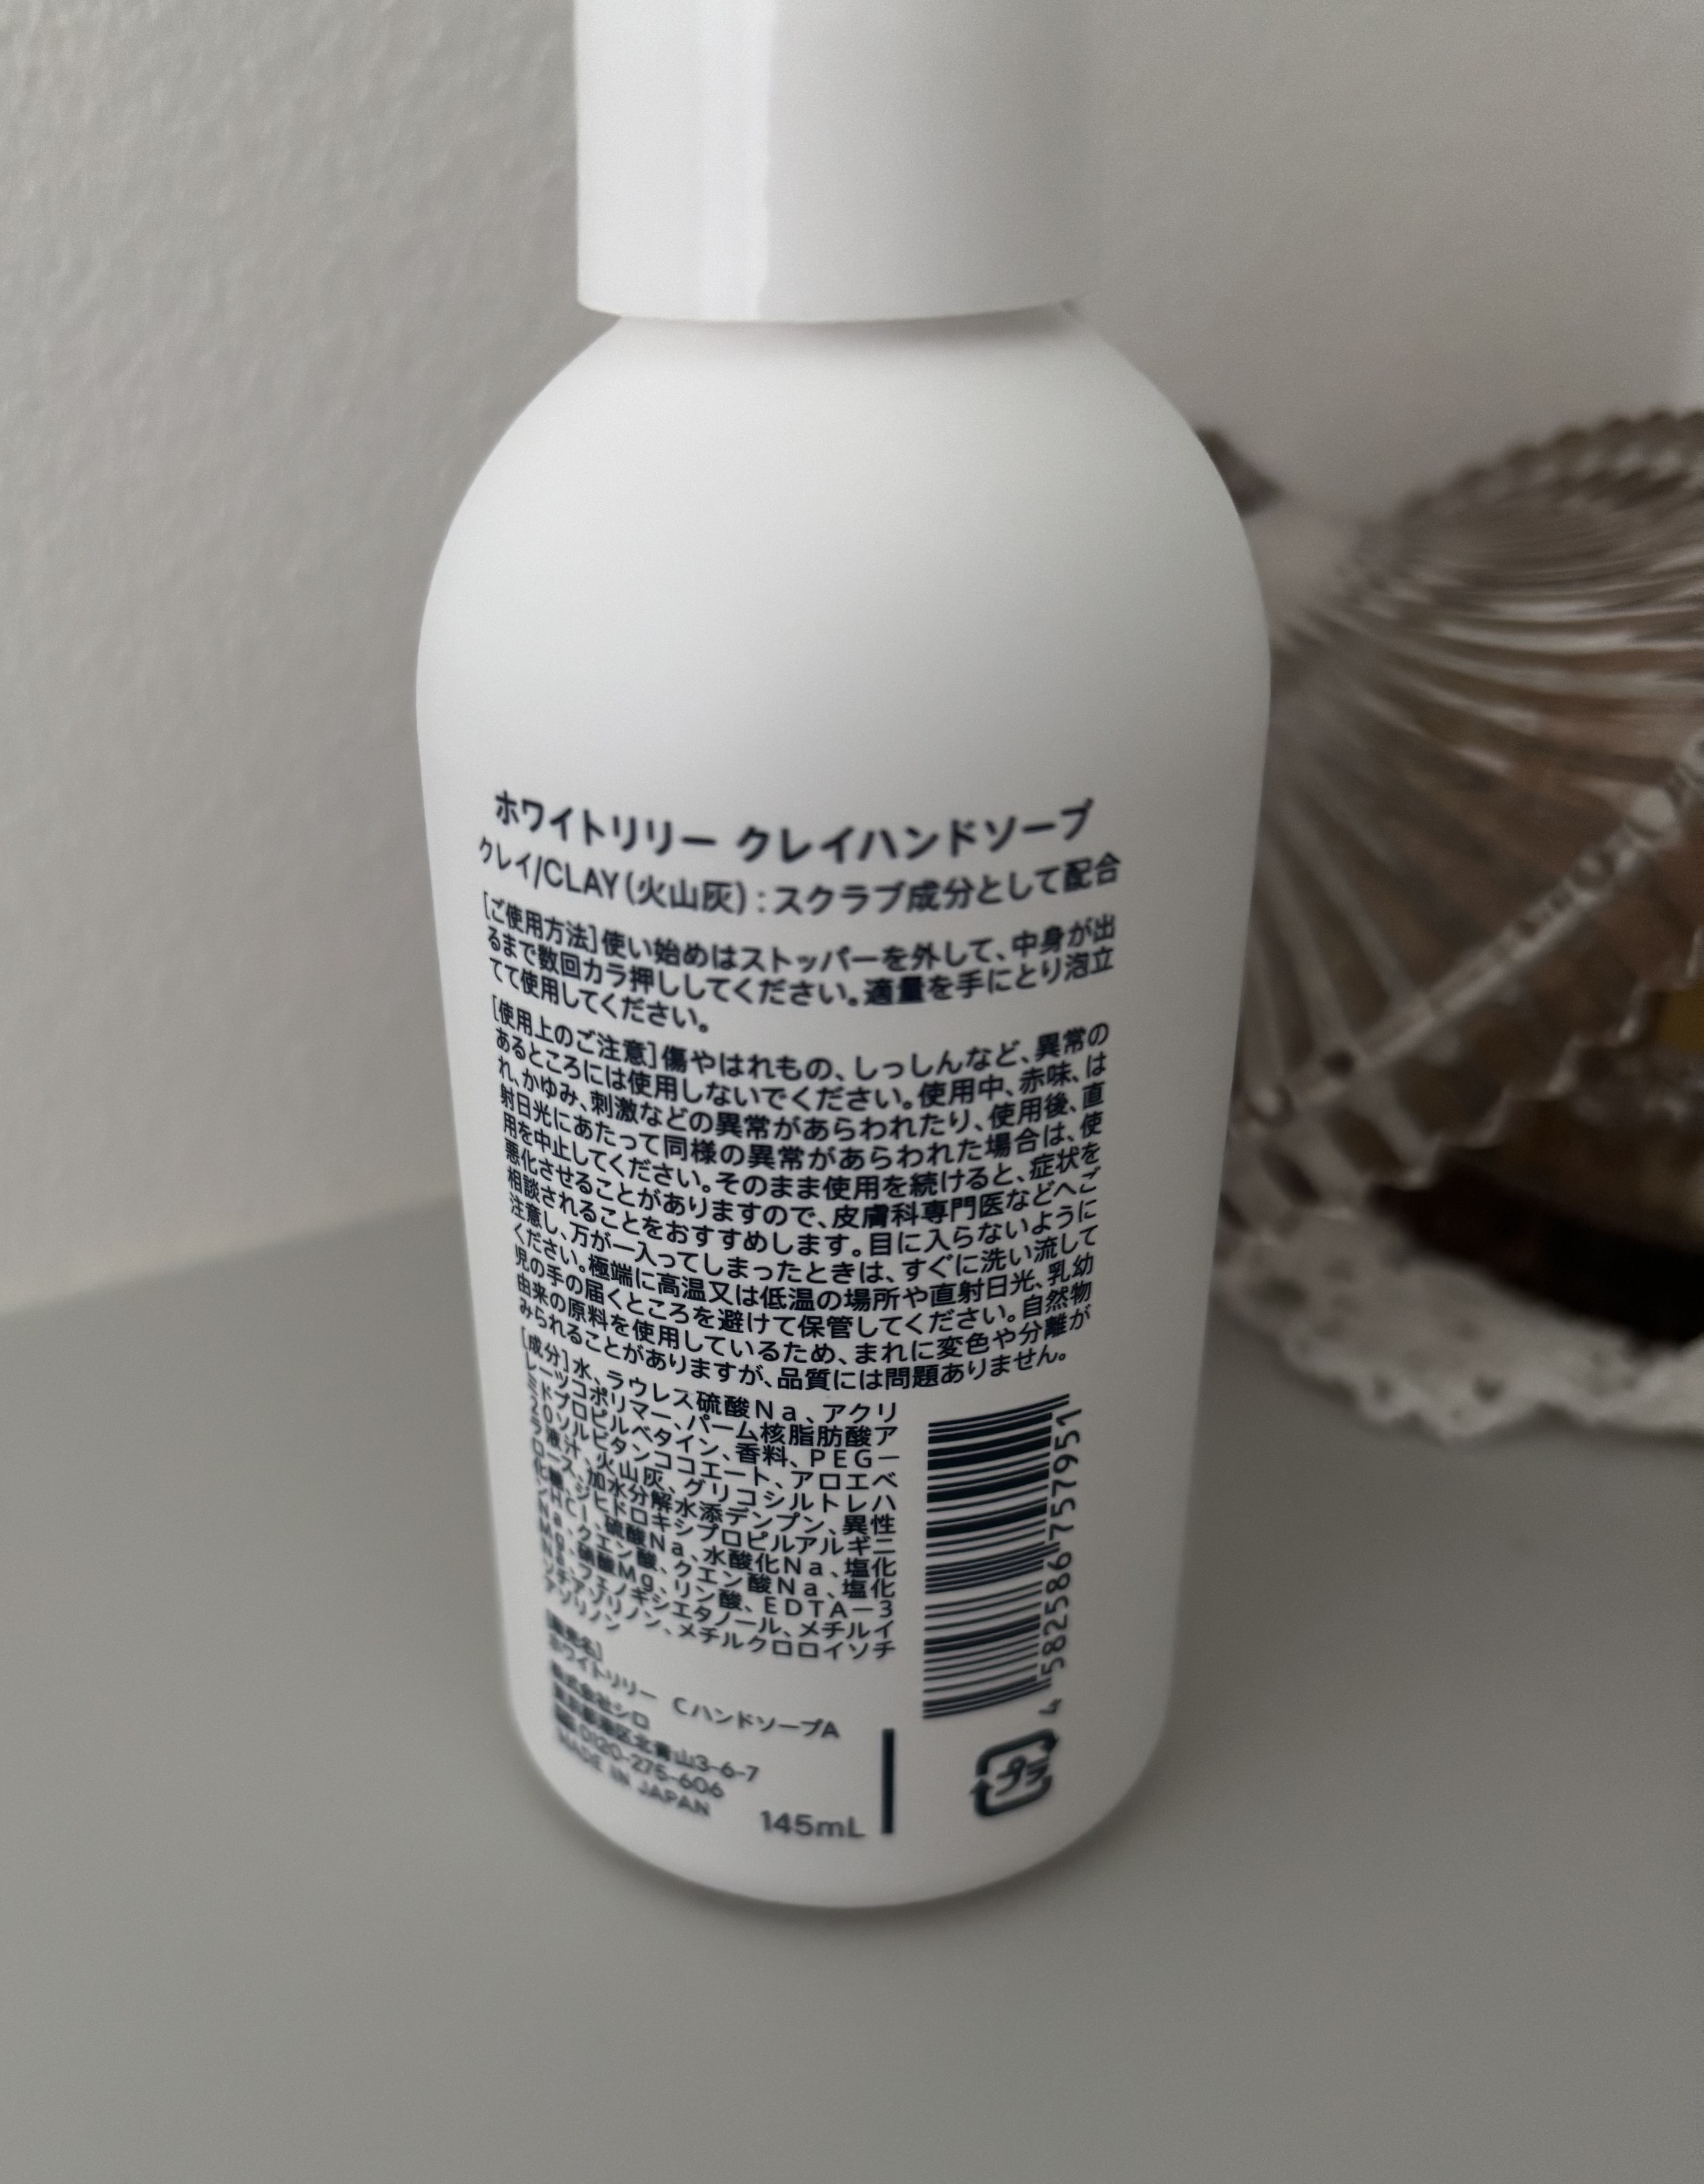 ホワイトリリー クレイハンドソープ
クレイ/CLAY(火山灰):スクラブ成分として配合
[ご使用方法]使い始めはストッパーを外して、中身が出
るまで数回カラ押ししてください。適量を手にとり泡立
てて使用してください。
[使用上のご注意]傷やはれもの、しっしんなど、異常の
あるところには使用しないでください。使用中、赤味、は
れ、かゆみ、刺激などの異常があらわれたり、使用後、直
射日光にあたって同様の異常があらわれた場合は、使
用を中止してください。そのまま使用を続けると、症状を
悪化させることがありますので、皮膚科専門医などへご
相談されることをおすすめします。目に入らないように
注意し、万が一入ってしまったときは、すぐに洗い流して
ください。極端に高温又は低温の場所や直射日光、乳幼
児の手の届くところを避けて保管してください。自然物
由来の原料を使用しているため、まれに変色や分離が
みられることがありますが、品質には問題ありません。
[成分]水、ラウレス硫酸Na、アクリ
レーツコポリマー、パーム核脂肪酸ア
ミドプロピルベタイン、香料、PEG－
20ソルビタンココエート、アロエベ
ラ液汁、火山灰、グリコシルトレハ
ロース、加水分解水添デンプン、異性
化糖、ジヒドロキシプロピルアルギニ
ンHCl、硫酸Na、水酸化Na、塩化
Na、クエン酸、クエン酸Na、塩化
Mg、硝酸Mg、リン酸、EDTA－3
Na、フェノキシエタノール、メチルイ
ソチアゾリノン、メチルクロロイソチ
アゾリノン
[販売名]
ホワイトリリー CハンドソープA
株式会社シロ
東京都港区北青山3-6-7
0120-275-606
MADE IN JAPAN
145mL
4 582586 757951
プラ